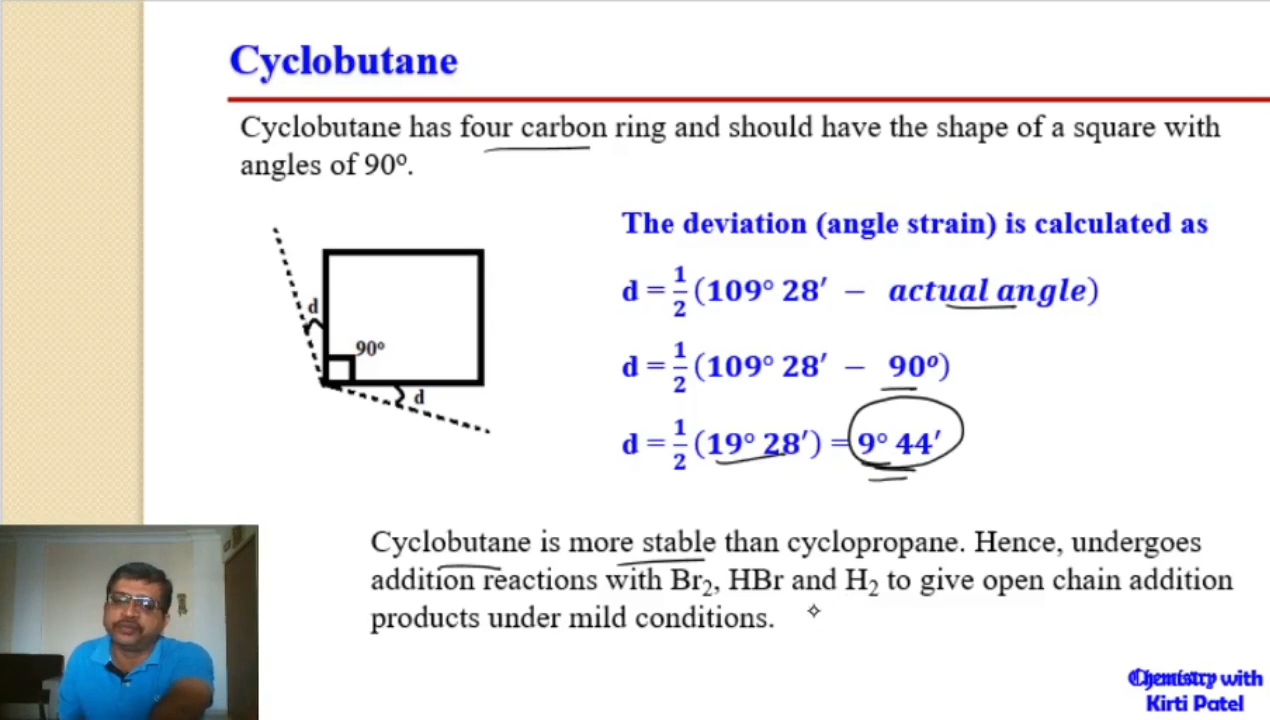 Cyclobutane
Cyclobutane has four carbon ring and should have the shape of a square with
angles of 90º.
The deviation (angle strain) is calculated as
d = 1/2 (109° 28′ − actual angle)
d
90º
d
d = 1/2 (109° 28′ − 90º)
d = 1/2 (19° 28′) = 9° 44′
Cyclobutane is more stable than cyclopropane. Hence, undergoes
addition reactions with Br₂, HBr and H₂ to give open chain addition
products under mild conditions.
Chemistry with
Kirti Patel